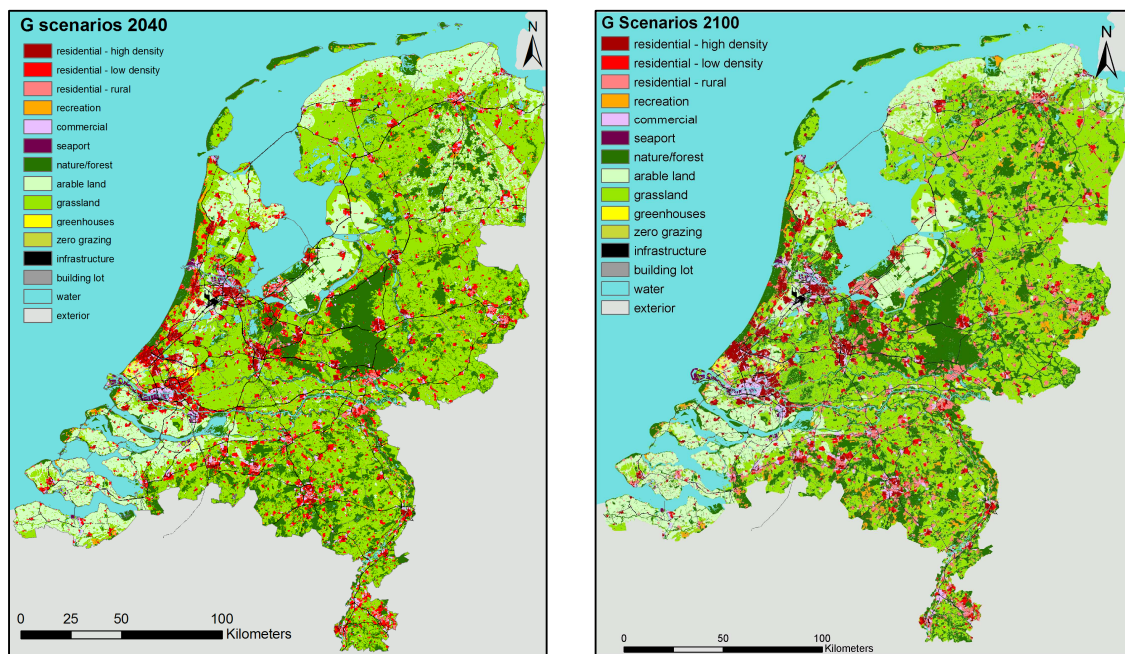 G scenarios 2040
N
residential - high density
residential - low density
residential - rural
recreation
commercial
seaport
nature/forest
arable land
grassland
greenhouses
zero grazing
infrastructure
building lot
water
exterior
0 25 50 100
Kilometers
G Scenarios 2100
N
residential - high density
residential - low density
residential - rural
recreation
commercial
seaport
nature/forest
arable land
grassland
greenhouses
zero grazing
infrastructure
building lot
water
exterior
0 50 100
Kilometers